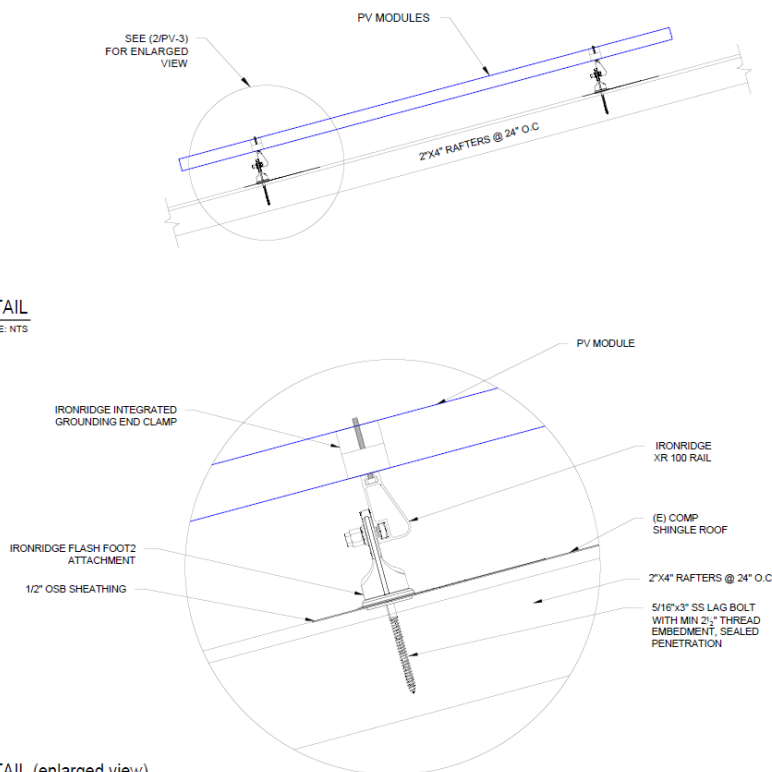 PV MODULES
SEE (2/PV-3)
FOR ENLARGED
VIEW
2"X4" RAFTERS @ 24" O.C
TAIL
E: NTS
PV MODULE
IRONRIDGE INTEGRATED
GROUNDING END CLAMP
IRONRIDGE
XR 100 RAIL
(E) COMP
SHINGLE ROOF
IRONRIDGE FLASH FOOT2
ATTACHMENT
1/2" OSB SHEATHING
2"X4" RAFTERS @ 24" O.C
5/16"x3" SS LAG BOLT
WITH MIN 2½" THREAD
EMBEDMENT, SEALED
PENETRATION
TAIL (enlarged view)